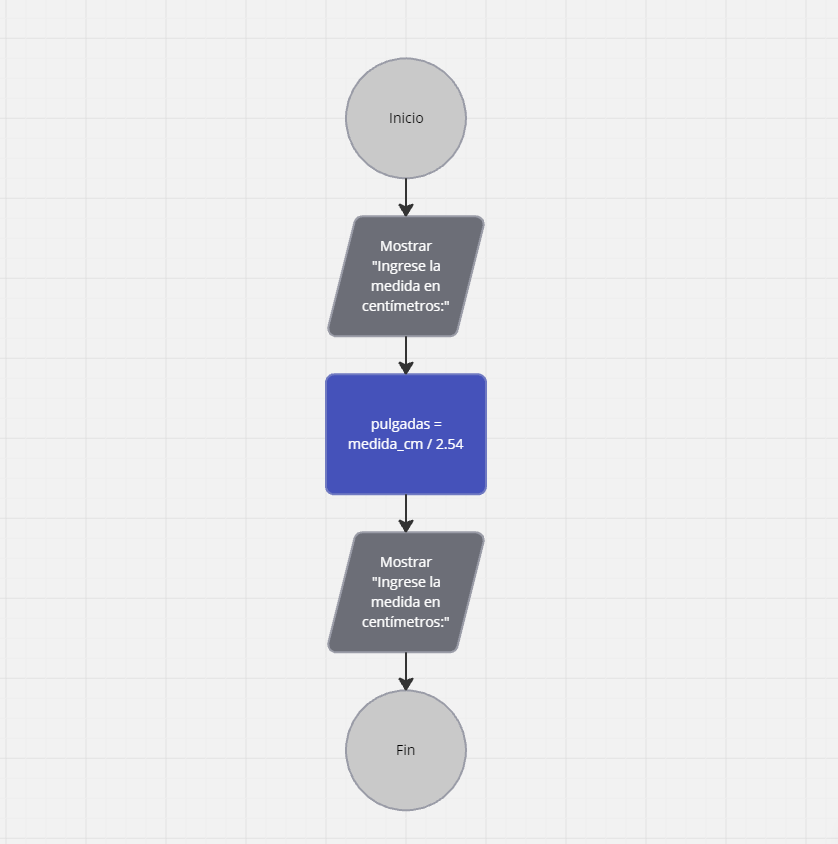 Inicio
Mostrar
"Ingrese la
medida en
centímetros:"
pulgadas =
medida_cm / 2.54
Mostrar
"Ingrese la
medida en
centímetros:"
Fin